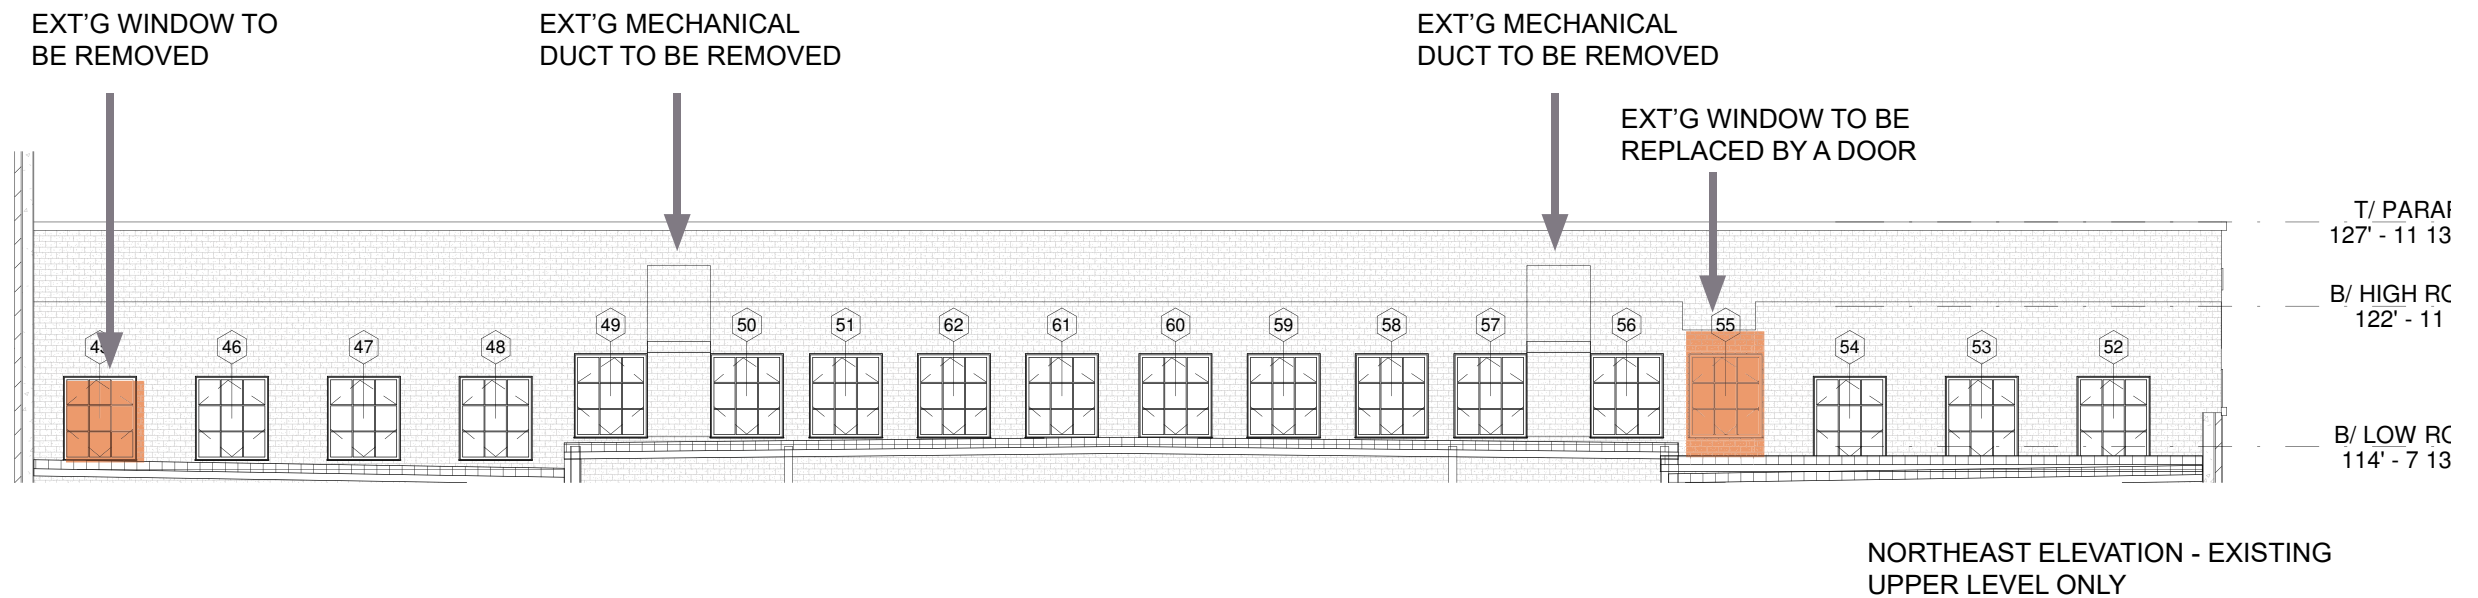 EXT’G WINDOW TO
BE REMOVED
EXT’G MECHANICAL
DUCT TO BE REMOVED
EXT’G MECHANICAL
DUCT TO BE REMOVED
EXT’G WINDOW TO BE
REPLACED BY A DOOR
T/
127' - 11 13
B/ HIGH
122' - 11
49 50 51 62 61 60 59 58 57 56 55
46 47 48 54 53 52
B/ LOW
114' - 7 13
NORTHEAST ELEVATION - EXISTING
UPPER LEVEL ONLY